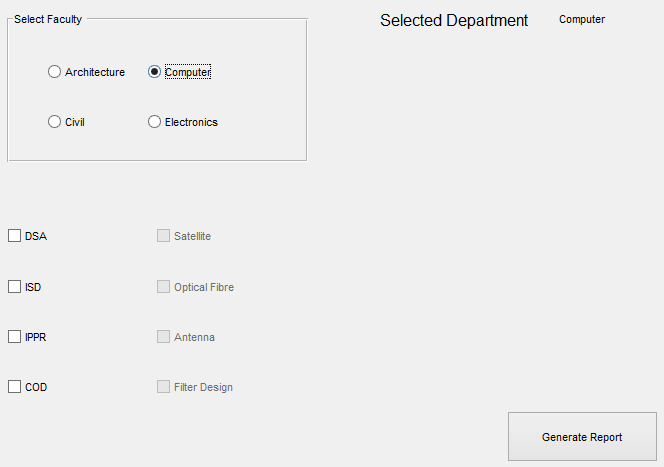 Select Faculty
Selected Department Computer
Architecture Computer
Civil Electronics
DSA Satellite
ISD Optical Fibre
IPPR Antenna
COD Filter Design
Generate Report